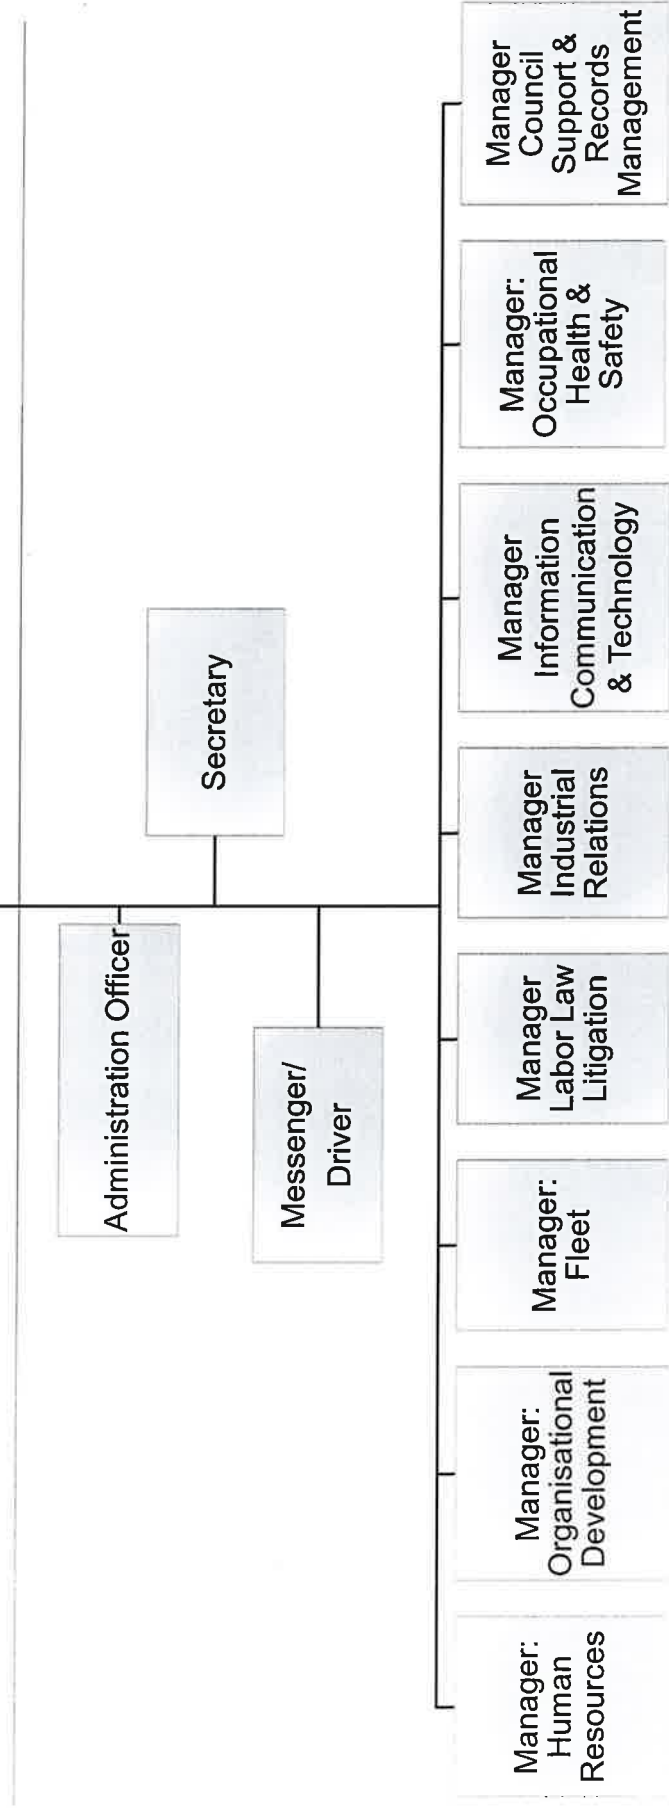 Administration Officer
Secretary
Messenger/
Driver
Manager:
Human
Resources
Manager:
Organisational
Development
Manager:
Fleet
Manager
Labor Law
Litigation
Manager
Industrial
Relations
Manager
Information
Communication
& Technology
Manager:
Occupational
Health &
Safety
Manager
Council
Support &
Records
Management